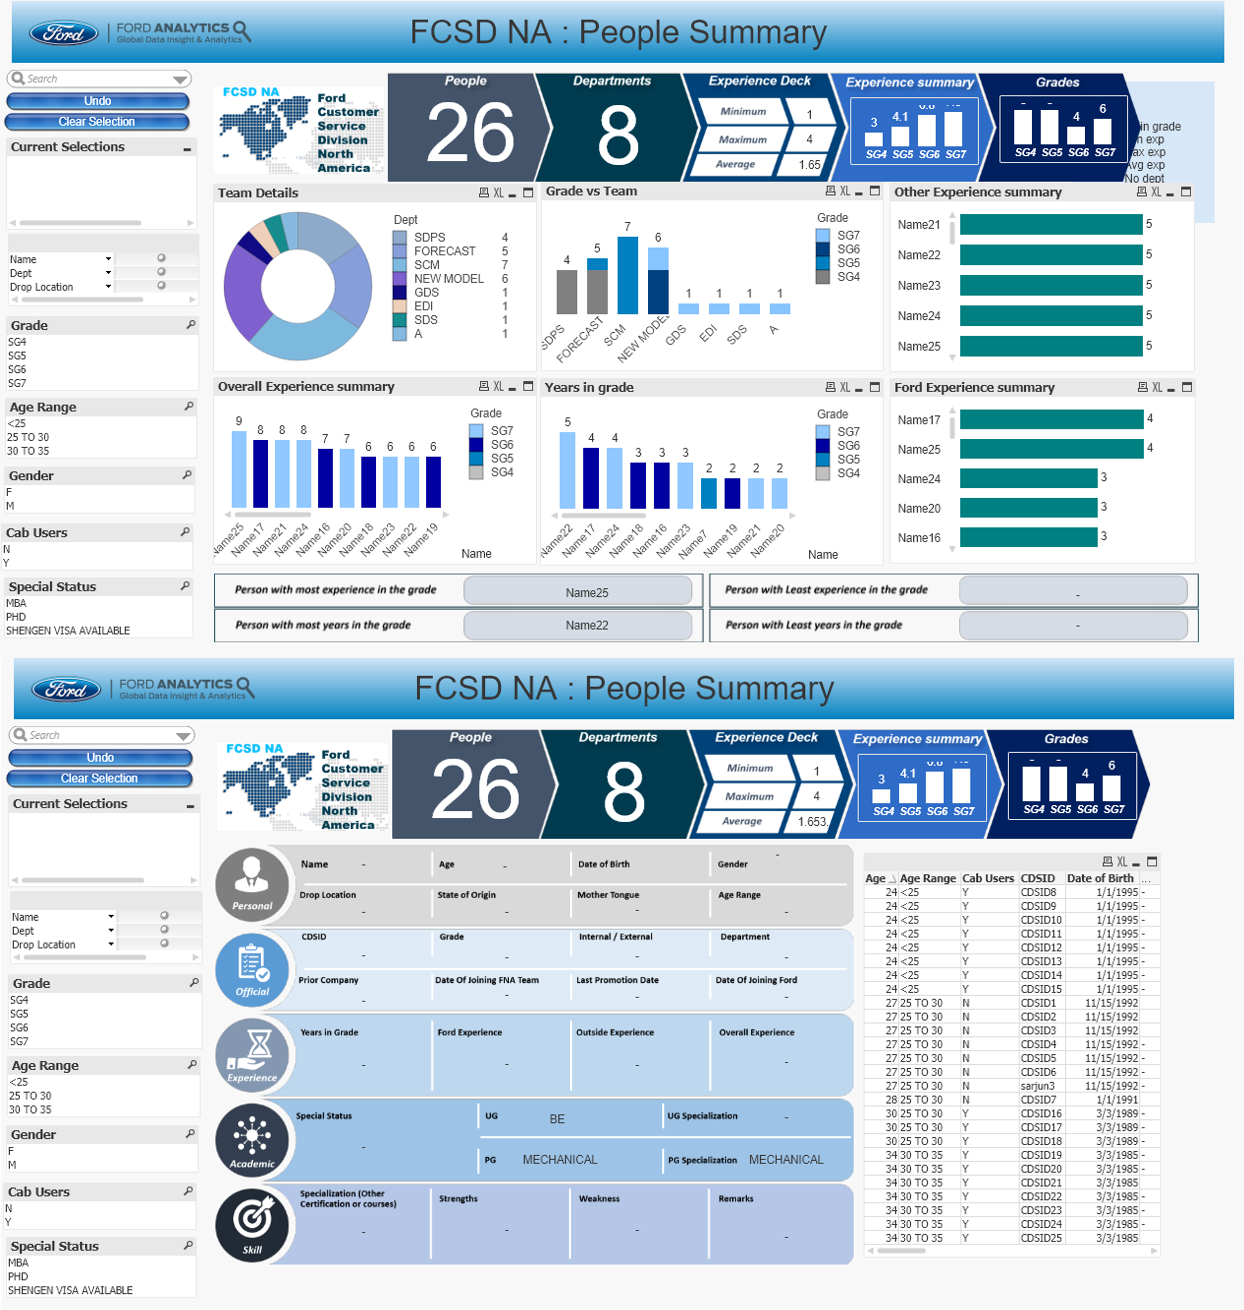 Ford
FORD ANALYTICS
Global Data Insight & Analytics
FCSD NA : People Summary
Search
Undo
Clear Selection
Current Selections
Name
Dept
Drop Location
Grade
SG4
SG5
SG6
SG7
Age Range
<25
25 TO 30
30 TO 35
Gender
F
M
Cab Users
N
Y
Special Status
MBA
PHD
SHENGEN VISA AVAILABLE
FCSD NA
Ford
Customer
Service
Division
North
America
People
26
Departments
8
Experience Deck
Minimum 1
Maximum 4
Average 1.65
Experience summary
3 4.1
SG4 SG5 SG6 SG7
Grades
4 6
SG4 SG5 SG6 SG7
in grade
exp
exp
Avg exp
No dept
Team Details XL
Dept
SDPS 4
FORECAST 5
SCM 7
NEW MODEL 6
GDS 1
EDI 1
SDS 1
A 1
Grade vs Team XL
4 5 7 6 1 1 1 1
SDPS FORECAST SCM NEW MODEL GDS EDI SDS A
Grade
SG7
SG6
SG5
SG4
Other Experience summary XL
Name21 5
Name22 5
Name23 5
Name24 5
Name25 5
Overall Experience summary XL
9 8 8 8 7 7 6 6 6 6
Name25 Name17 Name21 Name24 Name16 Name20 Name18 Name23 Name22 Name19
Name
Grade
SG7
SG6
SG5
SG4
Years in grade XL
5 4 4 3 3 3 2 2 2 2
Name22 Name17 Name24 Name18 Name16 Name23 Name7 Name19 Name21 Name20
Name
Grade
SG7
SG6
SG5
SG4
Ford Experience summary XL
Name17 4
Name25 4
Name24 3
Name20 3
Name16 3
Person with most experience in the grade Name25
Person with Least experience in the grade -
Person with most years in the grade Name22
Person with Least years in the grade -
Ford
FORD ANALYTICS
Global Data Insight & Analytics
FCSD NA : People Summary
Search
Undo
Clear Selection
Current Selections
Name
Dept
Drop Location
Grade
SG4
SG5
SG6
SG7
Age Range
<25
25 TO 30
30 TO 35
Gender
F
M
Cab Users
N
Y
Special Status
MBA
PHD
SHENGEN VISA AVAILABLE
FCSD NA
Ford
Customer
Service
Division
North
America
People
26
Departments
8
Experience Deck
Minimum 1
Maximum 4
Average 1.653.
Experience summary
3 4.1
SG4 SG5 SG6 SG7
Grades
4 6
SG4 SG5 SG6 SG7
Personal
Name - Age - Date of Birth Gender -
Drop Location - State of Origin - Mother Tongue - Age Range -
Official
CDSID - Grade - Internal / External - Department -
Prior Company - Date Of Joining FNA Team - Last Promotion Date - Date Of Joining Ford -
Experience
Years in Grade - Ford Experience - Outside Experience - Overall Experience -
Academic
Special Status - UG BE UG Specialization -
PG MECHANICAL PG Specialization MECHANICAL
Skill
Specialization (Other
Certification or courses) - Strengths - Weakness - Remarks -
XL
Age Age Range Cab Users CDSID Date of Birth ...
24 <25 Y CDSID8 1/1/1995 -
24 <25 Y CDSID9 1/1/1995 -
24 <25 Y CDSID10 1/1/1995 -
24 <25 Y CDSID11 1/1/1995 -
24 <25 Y CDSID12 1/1/1995 -
24 <25 Y CDSID13 1/1/1995 -
24 <25 Y CDSID14 1/1/1995 -
24 <25 Y CDSID15 1/1/1995 -
27 25 TO 30 N CDSID1 11/15/1992
27 25 TO 30 N CDSID2 11/15/1992 -
27 25 TO 30 N CDSID3 11/15/1992 -
27 25 TO 30 N CDSID4 11/15/1992 -
27 25 TO 30 N CDSID5 11/15/1992 -
27 25 TO 30 N CDSID6 11/15/1992 -
27 25 TO 30 N sarjun3 11/15/1992 -
28 25 TO 30 N CDSID7 1/1/1991
30 25 TO 30 Y CDSID16 3/3/1989 -
30 25 TO 30 Y CDSID17 3/3/1989 -
30 25 TO 30 Y CDSID18 3/3/1989 -
34 30 TO 35 Y CDSID19 3/3/1985 -
34 30 TO 35 Y CDSID20 3/3/1985 -
34 30 TO 35 Y CDSID21 3/3/1985
34 30 TO 35 Y CDSID22 3/3/1985 -
34 30 TO 35 Y CDSID23 3/3/1985 -
34 30 TO 35 Y CDSID24 3/3/1985 -
34 30 TO 35 Y CDSID25 3/3/1985